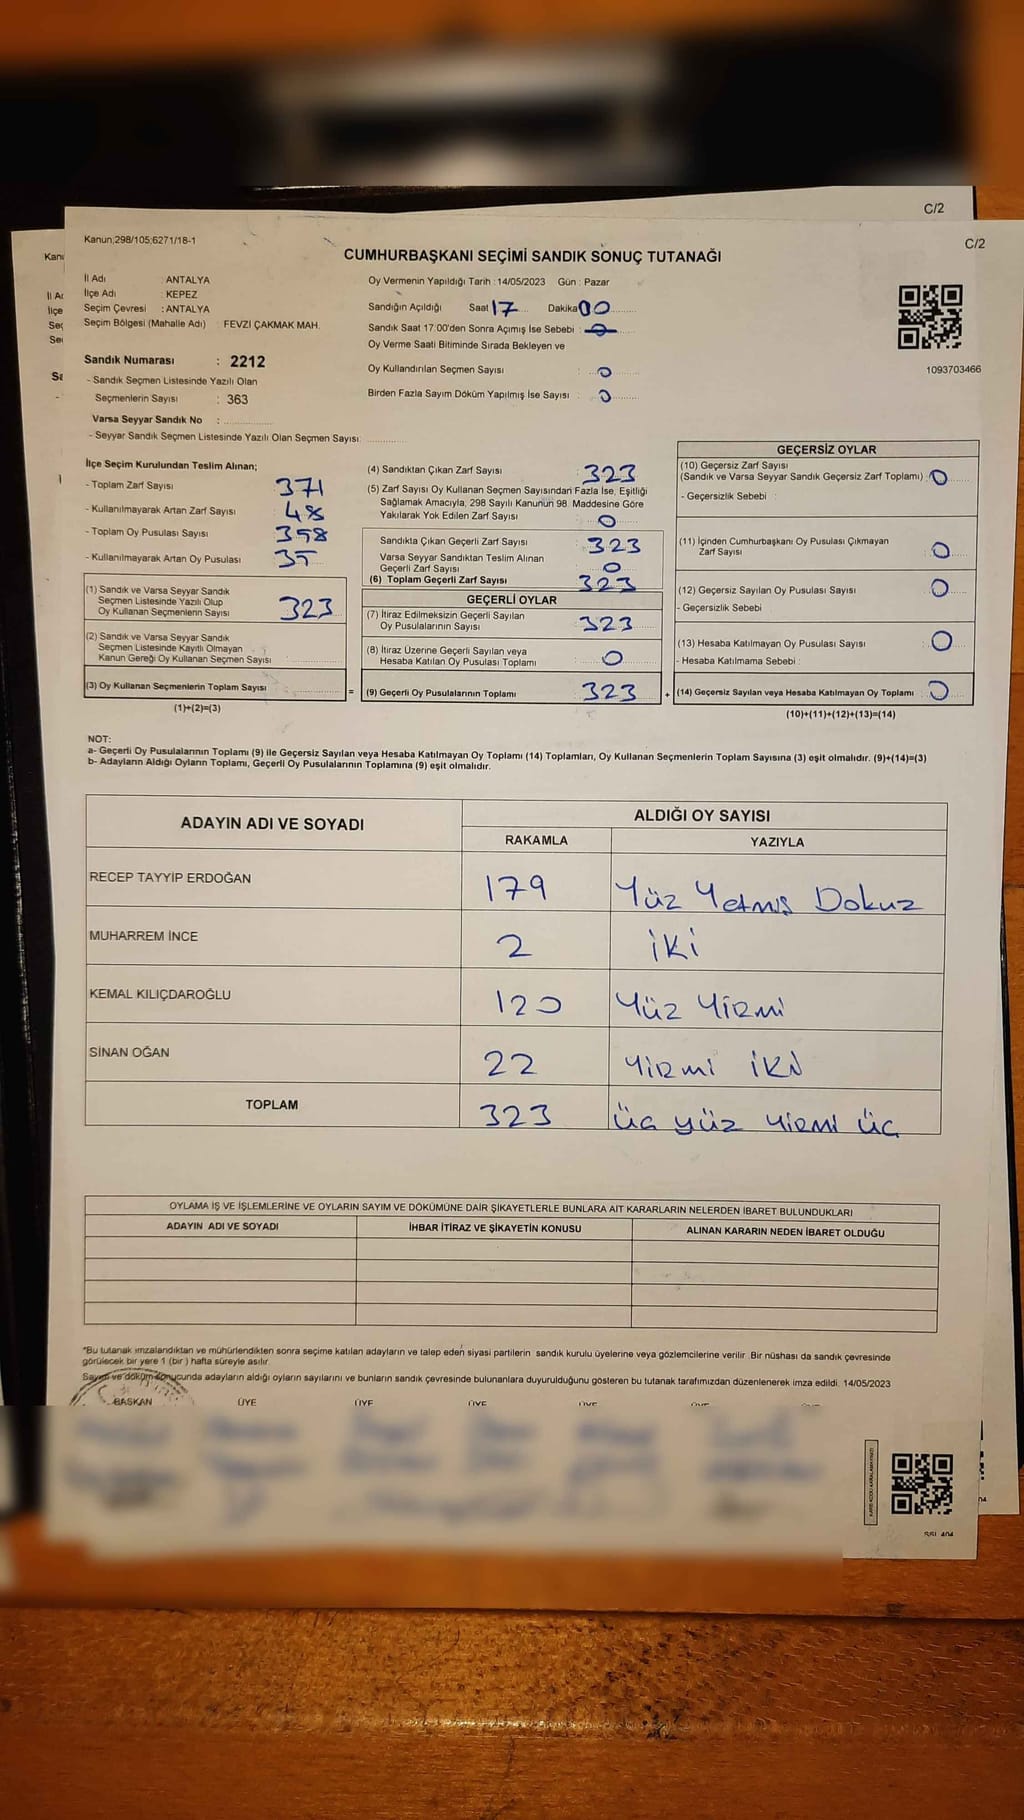 C/2
C/2
Kanun;298/105;6271/18-1
CUMHURBAŞKANI SEÇİMİ SANDIK SONUÇ TUTANAĞI
İl Adı : ANTALYA
İlçe Adı : KEPEZ
Seçim Çevresi : ANTALYA
Seçim Bölgesi (Mahalle Adı) : FEVZİ ÇAKMAK MAH.
Oy Vermenin Yapıldığı Tarih :14/05/2023 Gün : Pazar
Sandığın Açıldığı Saat 17 Dakika 00
Sandık Saat 17:00'den Sonra Açımış İse Sebebi :
Oy Verme Saati Bitiminde Sırada Bekleyen ve
Oy Kullandırılan Seçmen Sayısı : 0
Birden Fazla Sayım Döküm Yapılmış İse Sayısı : 0
1093703466
Sandık Numarası : 2212
- Sandık Seçmen Listesinde Yazılı Olan
Seçmenlerin Sayısı : 363
Varsa Seyyar Sandık No :
- Seyyar Sandık Seçmen Listesinde Yazılı Olan Seçmen Sayısı:
İlçe Seçim Kurulundan Teslim Alınan;
- Toplam Zarf Sayısı 371
- Kullanılmayarak Artan Zarf Sayısı 48
- Toplam Oy Pusulası Sayısı 358
- Kullanılmayarak Artan Oy Pusulası 35
(1) Sandık ve Varsa Seyyar Sandık
Seçmen Listesinde Yazılı Olup
Oy Kullanan Seçmenlerin Sayısı 323
(2) Sandık ve Varsa Seyyar Sandık
Seçmen Listesinde Kayıtlı Olmayan
Kanun Gereği Oy Kullanan Seçmen Sayısı
(3) Oy Kullanan Seçmenlerin Toplam Sayısı =
(1)+(2)=(3)
(4) Sandıktan Çıkan Zarf Sayısı : 323
(5) Zarf Sayısı Oy Kullanan Seçmen Sayısından Fazla İse, Eşitliği
Sağlamak Amacıyla, 298 Sayılı Kanunun 98. Maddesine Göre
Yakılarak Yok Edilen Zarf Sayısı : 0
Sandıkta Çıkan Geçerli Zarf Sayısı : 323
Varsa Seyyar Sandıktan Teslim Alınan
Geçerli Zarf Sayısı : 0
(6) Toplam Geçerli Zarf Sayısı 323
GEÇERLİ OYLAR
(7) İtiraz Edilmeksizin Geçerli Sayılan
Oy Pusulalarının Sayısı : 323
(8) İtiraz Üzerine Geçerli Sayılan veya
Hesaba Katılan Oy Pusulası Toplamı : 0
(9) Geçerli Oy Pusulalarının Toplamı : 323 +
GEÇERSİZ OYLAR
(10) Geçersiz Zarf Sayısı
(Sandık ve Varsa Seyyar Sandık Geçersiz Zarf Toplamı) : 0
- Geçersizlik Sebebi :
(11) İçinden Cumhurbaşkanı Oy Pusulası Çıkmayan
Zarf Sayısı : 0
(12) Geçersiz Sayılan Oy Pusulası Sayısı : 0
- Geçersizlik Sebebi
(13) Hesaba Katılmayan Oy Pusulası Sayısı : 0
- Hesaba Katılmama Sebebi :
(14) Geçersiz Sayılan veya Hesaba Katılmayan Oy Toplamı : 0
(10)+(11)+(12)+(13)=(14)
NOT:
a- Geçerli Oy Pusulalarının Toplamı (9) ile Geçersiz Sayılan veya Hesaba Katılmayan Oy Toplamı (14) Toplamları, Oy Kullanan Seçmenlerin Toplam Sayısına (3) eşit olmalıdır. (9)+(14)=(3)
b- Adayların Aldığı Oyların Toplamı, Geçerli Oy Pusulalarının Toplamına (9) eşit olmalıdır.
ADAYIN ADI VE SOYADI ALDIĞI OY SAYISI
RAKAMLA YAZIYLA
RECEP TAYYİP ERDOĞAN 179 Yüz Yetmiş Dokuz
MUHARREM İNCE 2 İKİ
KEMAL KILIÇDAROĞLU 120 Yüz Yirmi
SİNAN OĞAN 22 Yirmi İKİ
TOPLAM 323 Üç yüz Yirmi üç
OYLAMA İŞ VE İŞLEMLERİNE VE OYLARIN SAYIM VE DÖKÜMÜNE DAİR ŞİKAYETLERLE BUNLARA AİT KARARLARIN NELERDEN İBARET BULUNDUKLARI
ADAYIN ADI VE SOYADI İHBAR İTİRAZ VE ŞİKAYETİN KONUSU ALINAN KARARIN NEDEN İBARET OLDUĞU
*Bu tutanak imzalandıktan ve mühürlendikten sonra seçime katılan adayların ve talep eden siyasi partilerin sandık kurulu üyelerine veya gözlemcilerine verilir. Bir nüshası da sandık çevresinde
görülecek bir yere 1 (bir) hafta süreyle asılır.
Sayım ve döküm sonucunda adayların aldığı oyların sayılarını ve bunların sandık çevresinde bulunanlara duyurulduğunu gösteren bu tutanak tarafımızdan düzenlenerek imza edildi. 14/05/2023
BAŞKAN ÜYE ÜYE ÜYE ÜYE ÜYE